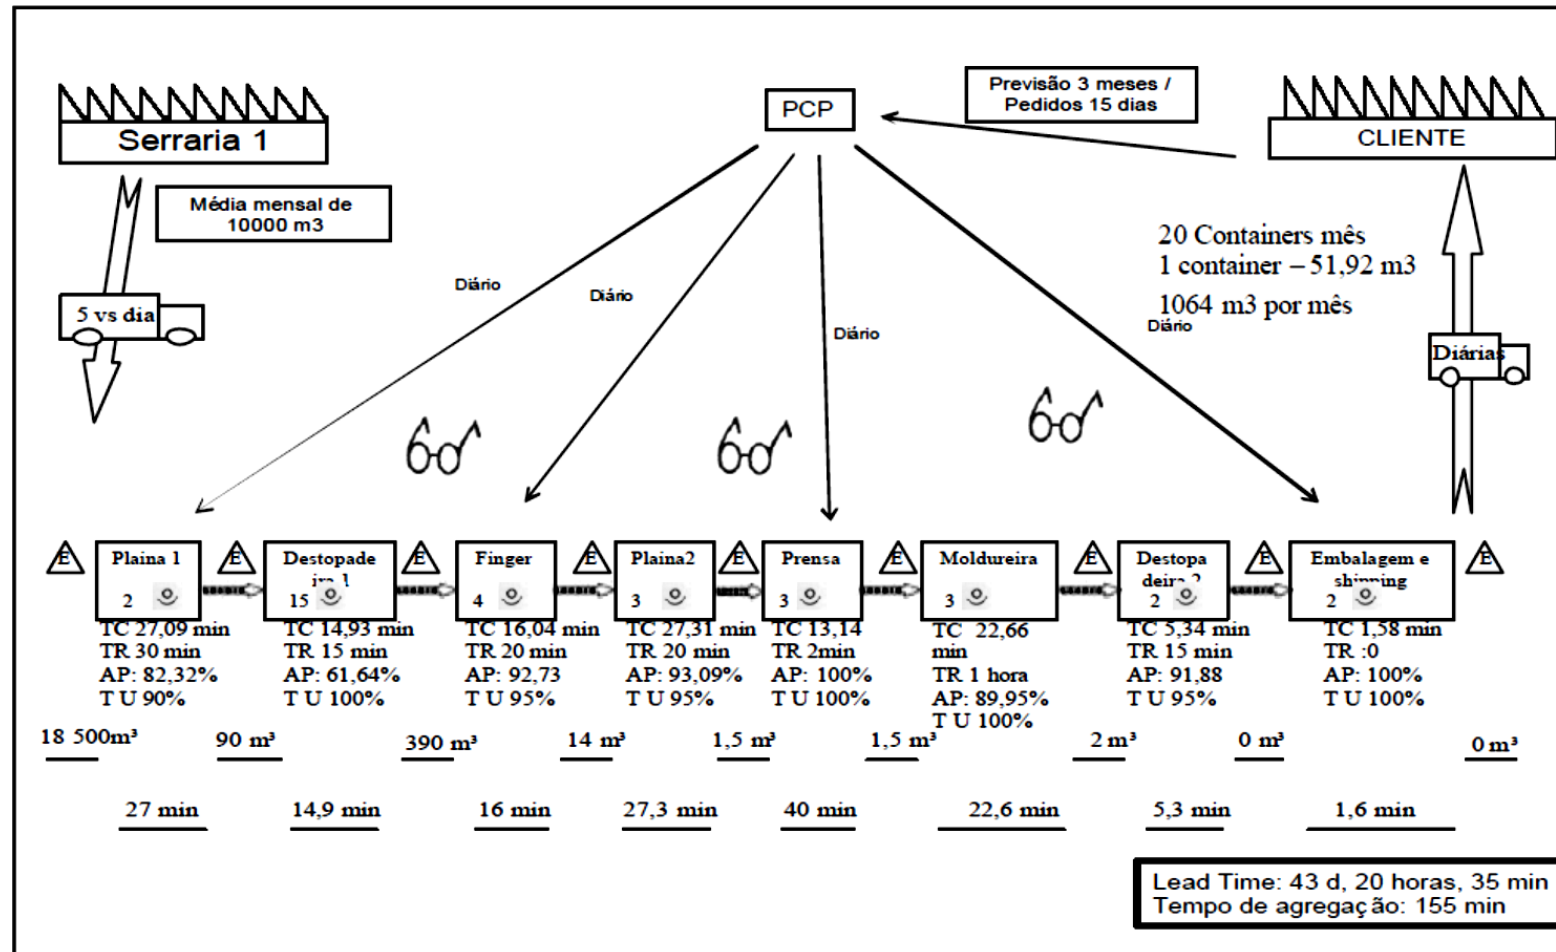 Serraria 1
Média mensal de
10000 m3
5 vs dia
PCP
Previsão 3 meses /
Pedidos 15 dias
CLIENTE
20 Containers mês
1 container – 51,92 m3
1064 m3 por mês
Diárias
Diário
Diário
Diário
Diário
E
Plaina 1
2
TC 27,09 min
TR 30 min
AP: 82,32%
T U 90%
E
Destopade
ira 1
15
TC 14,93 min
TR 15 min
AP: 61,64%
T U 100%
E
Finger
4
TC 16,04 min
TR 20 min
AP: 92,73
T U 95%
E
Plaina2
3
TC 27,31 min
TR 20 min
AP: 93,09%
T U 95%
E
Prensa
3
TC 13,14
TR 2min
AP: 100%
T U 100%
E
Moldureira
3
TC 22,66
min
TR 1 hora
AP: 89,95%
T U 100%
E
Destopa
deira 2
2
TC 5,34 min
TR 15 min
AP: 91,88
T U 95%
E
Embalagem e
shipping
2
TC 1,58 min
TR :0
AP: 100%
T U 100%
E
18 500m³
90 m³
390 m³
14 m³
1,5 m³
1,5 m³
2 m³
0 m³
0 m³
27 min
14,9 min
16 min
27,3 min
40 min
22,6 min
5,3 min
1,6 min
Lead Time: 43 d, 20 horas, 35 min
Tempo de agregação: 155 min